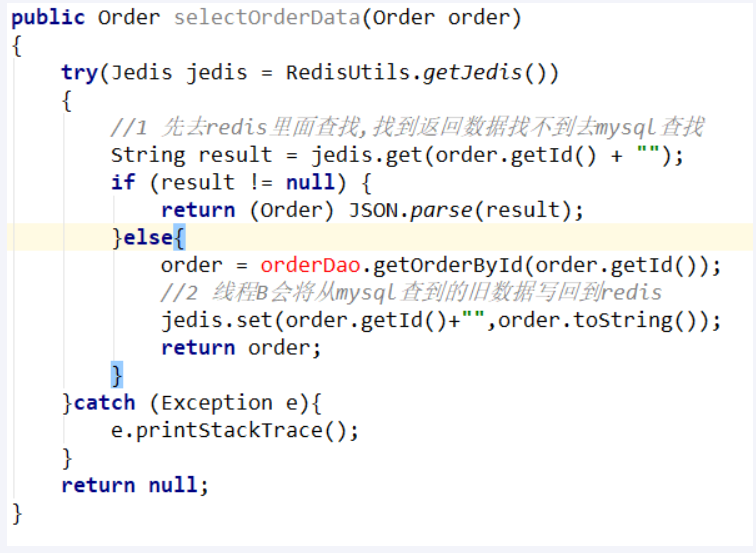 public Order selectOrderData(Order order)
{
try(Jedis jedis = RedisUtils.getJedis())
{
//1 先去redis里面查找,找到返回数据找不到去mysql查找
String result = jedis.get(order.getId() + "");
if (result != null) {
return (Order) JSON.parse(result);
}else{
order = orderDao.getOrderById(order.getId());
//2 线程B会将从mysql查到的旧数据写回到redis
jedis.set(order.getId()+"",order.toString());
return order;
}
}catch (Exception e){
e.printStackTrace();
}
return null;
}